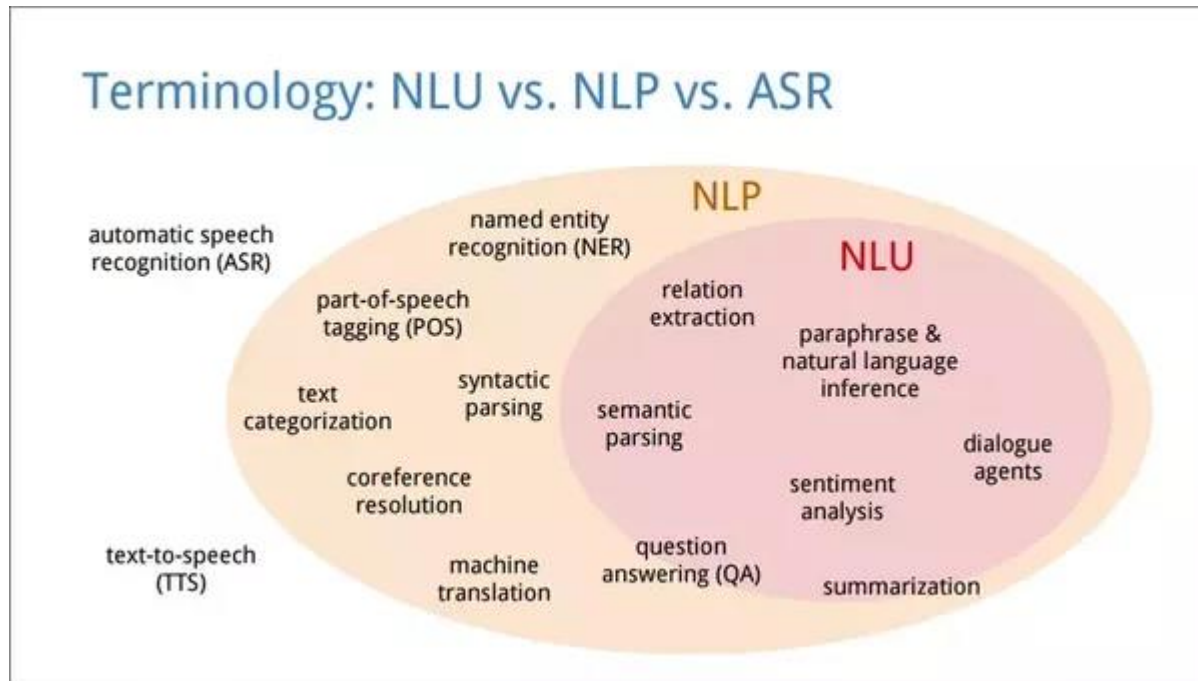 Terminology: NLU vs. NLP vs. ASR
NLP
named entity
recognition (NER)
automatic speech
recognition (ASR)
NLU
relation
extraction
part-of-speech
tagging (POS)
paraphrase &
natural language
inference
syntactic
parsing
text
categorization
semantic
parsing
dialogue
agents
coreference
resolution
sentiment
analysis
question
answering (QA)
text-to-speech
(TTS)
machine
translation
summarization